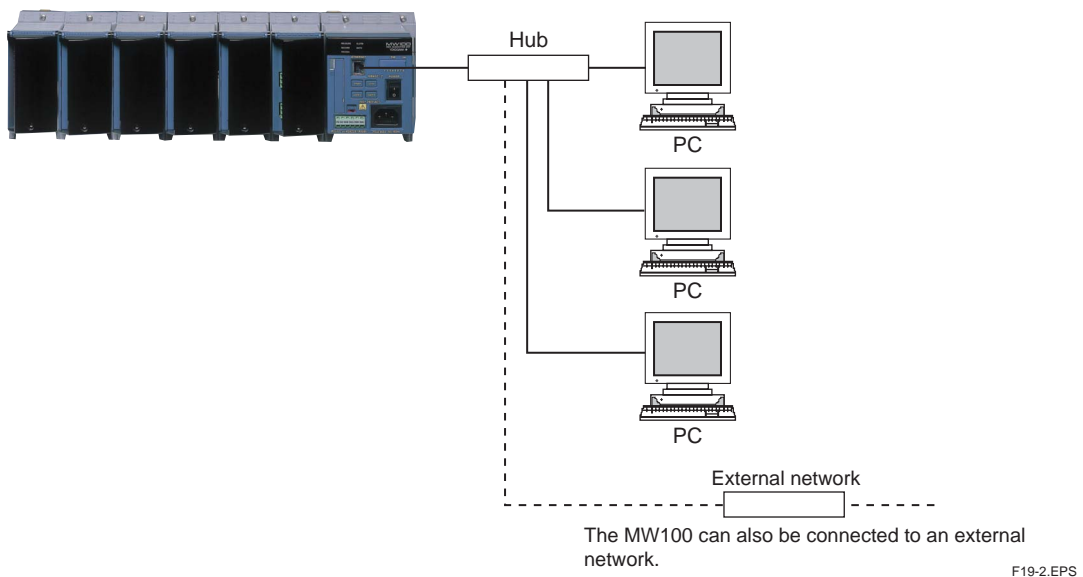 MW100
Hub
PC
PC
PC
External network
The MW100 can also be connected to an external
network.
F19-2.EPS